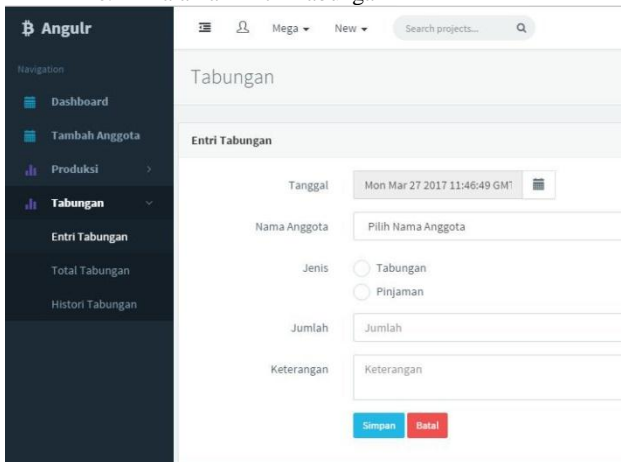 Angulr
Mega New Search projects...
Navigation
Dashboard
Tambah Anggota
Produksi
Tabungan
Entri Tabungan
Total Tabungan
Histori Tabungan
Tabungan
Entri Tabungan
Tanggal Mon Mar 27 2017 11:46:49 GMT
Nama Anggota Pilih Nama Anggota
Jenis Tabungan
Pinjaman
Jumlah Jumlah
Keterangan Keterangan
Simpan Batal